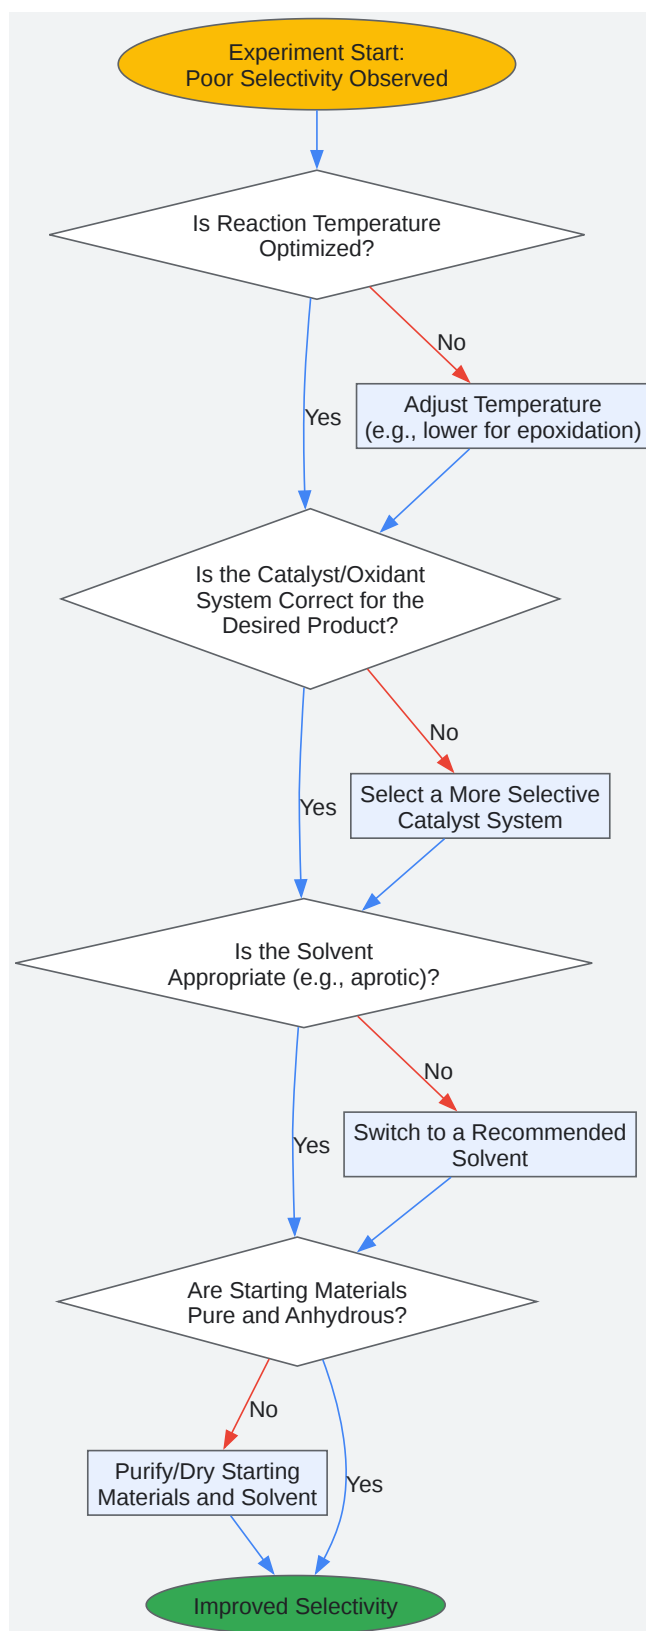 Experiment Start:
Poor Selectivity Observed
Is Reaction Temperature
Optimized?
No
Yes
Adjust Temperature
(e.g., lower for epoxidation)
Is the Catalyst/Oxidant
System Correct for the
Desired Product?
No
Yes
Select a More Selective
Catalyst System
Is the Solvent
Appropriate (e.g., aprotic)?
No
Yes
Switch to a Recommended
Solvent
Are Starting Materials
Pure and Anhydrous?
No
Purify/Dry Starting
Materials and Solvent
Yes
Improved Selectivity